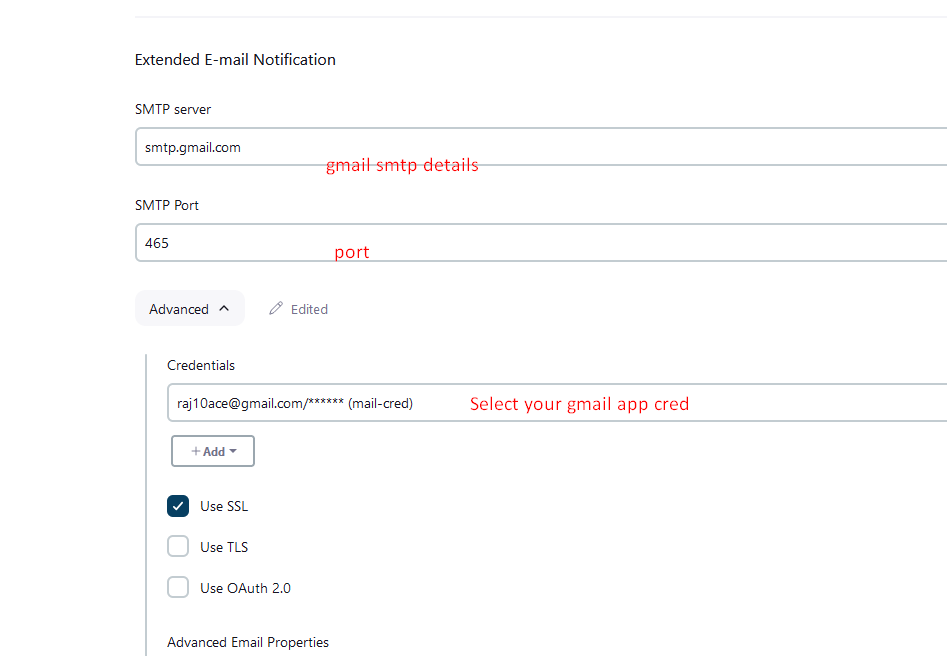 Extended E-mail Notification
SMTP server
smtp.gmail.com
gmail smtp details
SMTP Port
465
port
Advanced
Edited
Credentials
raj10ace@gmail.com/****** (mail-cred)
Select your gmail app cred
+ Add
Use SSL
Use TLS
Use OAuth 2.0
Advanced Email Properties